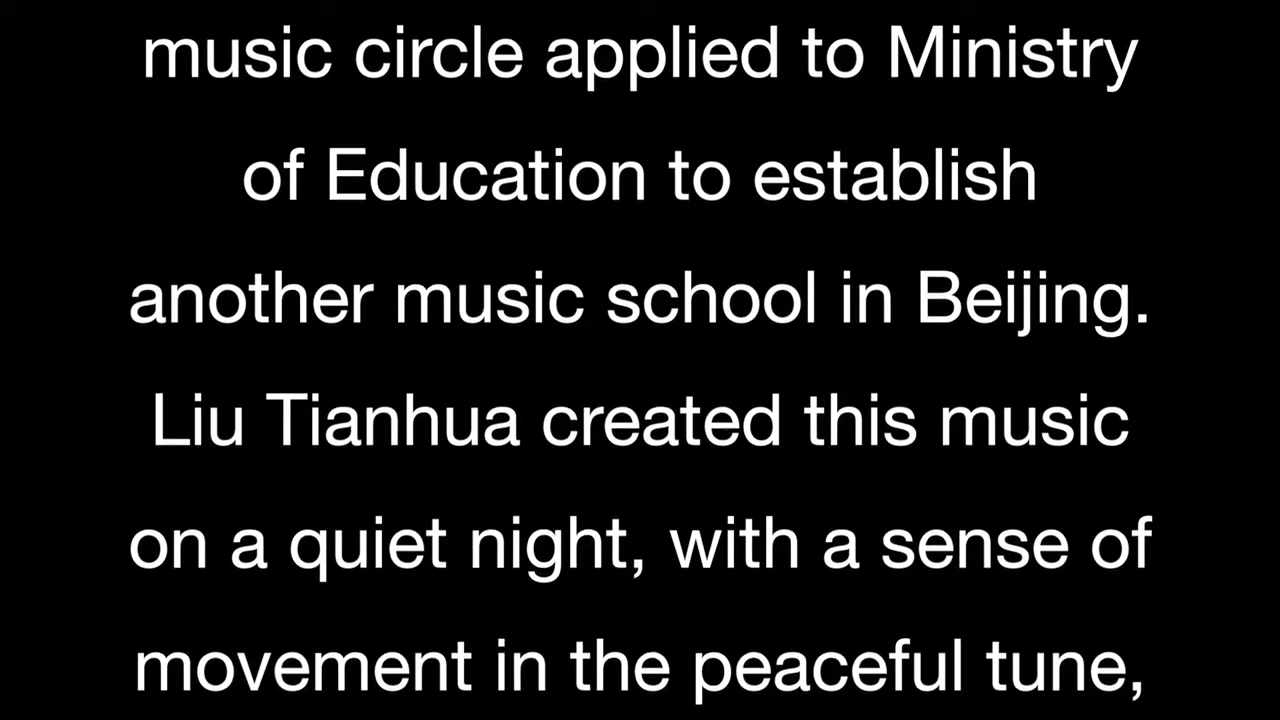 music circle applied to Ministry
of Education to establish
another music school in Beijing.
Liu Tianhua created this music
on a quiet night, with a sense of
movement in the peaceful tune,